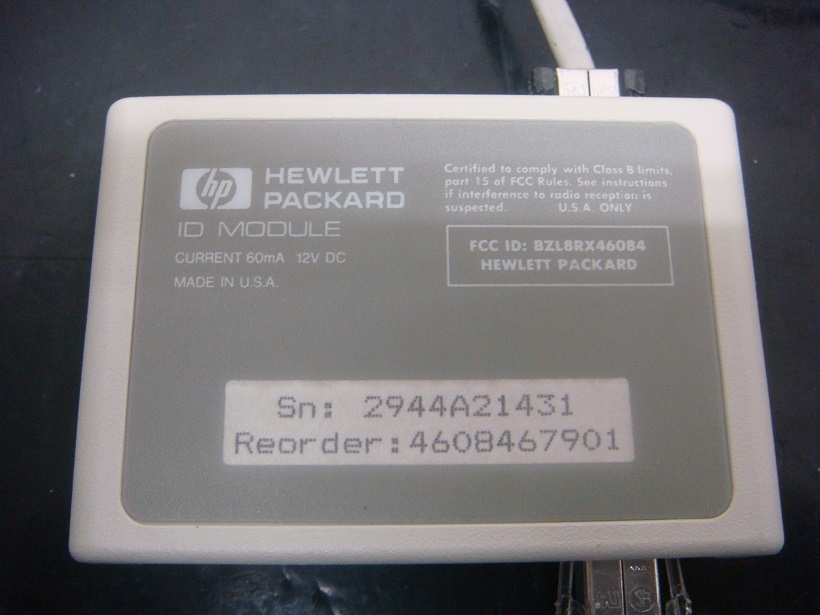 hp HEWLETT
PACKARD
ID MODULE
CURRENT 60mA 12V DC
MADE IN U.S.A.
Certified to comply with Class B limits,
part 15 of FCC Rules. See instructions
if interference to radio reception is
suspected. U.S.A. ONLY
FCC ID: BZL8RX46084
HEWLETT PACKARD
Sn: 2944A21431
Reorder:4608467901